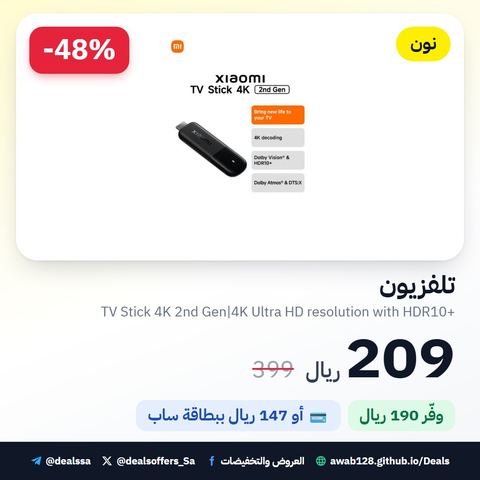 -48%
نون
xiaomi
TV Stick 4K 2nd Gen
Bring new life to your TV
4K decoding
Dolby Vision® & HDR10+
Dolby Atmos® & DTS:X
تلفزيون
TV Stick 4K 2nd Gen|4K Ultra HD resolution with HDR10+
209 ريال 399
وفّر 190 ريال
أو 147 ريال ببطاقة ساب
awab128.github.io/Deals العروض والتخفيضات @dealsoffers_Sa @dealssa